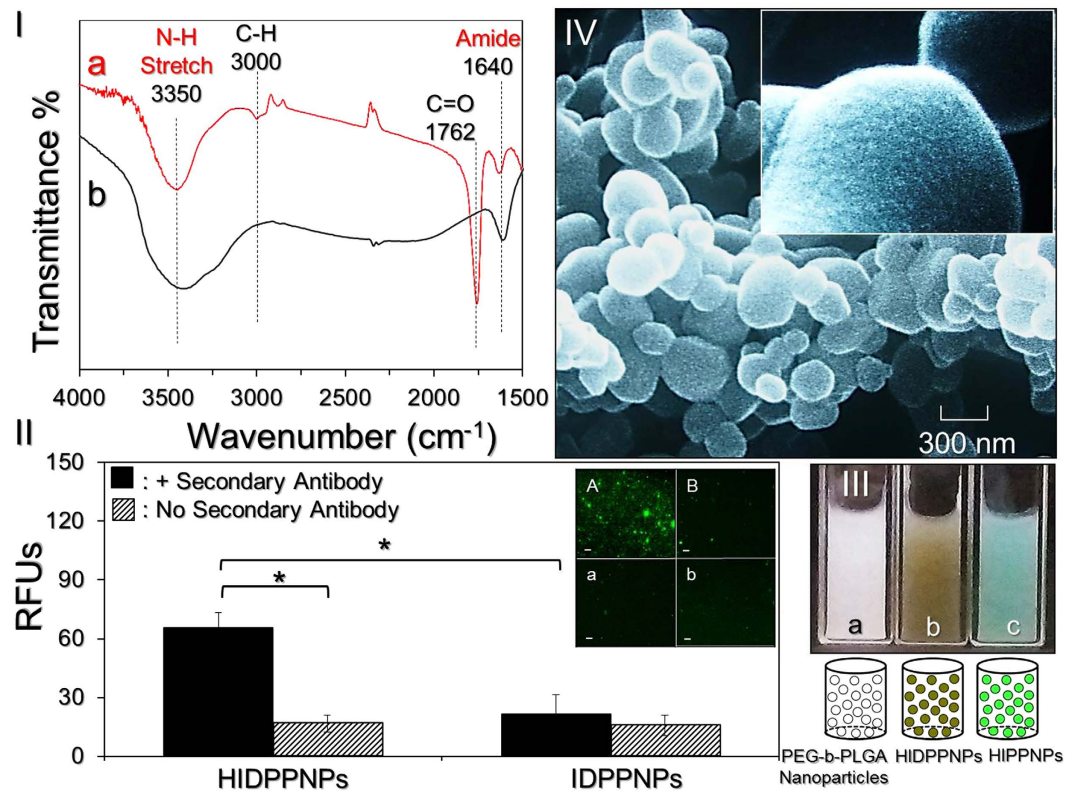 I
a
b
N-H
Stretch
3350
C-H
3000
Amide
1640
C=O
1762
Transmittance %
4000 3500 3000 2500 2000 1500
Wavenumber (cm-1)
IV
300 nm
II
150
120
90
60
30
0
RFUs
: + Secondary Antibody
: No Secondary Antibody
*
*
A
B
a
b
HIDPPNPs
IDPPNPs
III
a
b
c
PEG-b-PLGA
Nanoparticles
HIDPPNPs
HIPPNPs